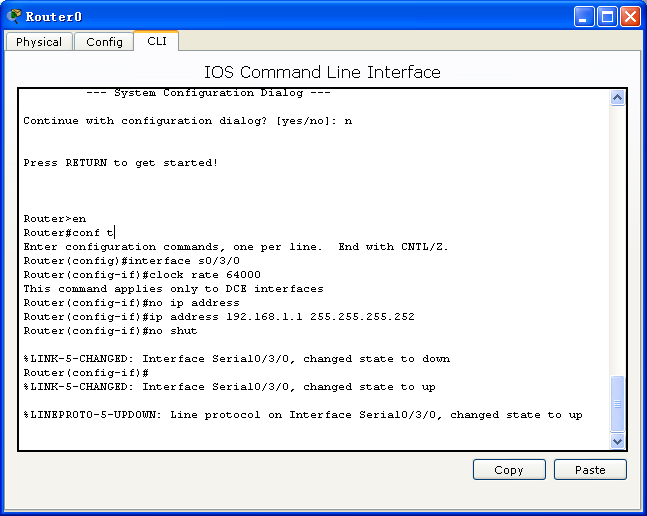 Router0
Physical Config CLI
IOS Command Line Interface
--- System Configuration Dialog ---
Continue with configuration dialog? [yes/no]: n
Press RETURN to get started!
Router>en
Router#conf t
Enter configuration commands, one per line.  End with CNTL/Z.
Router(config)#interface s0/3/0
Router(config-if)#clock rate 64000
This command applies only to DCE interfaces
Router(config-if)#no ip address
Router(config-if)#ip address 192.168.1.1 255.255.255.252
Router(config-if)#no shut
%LINK-5-CHANGED: Interface Serial0/3/0, changed state to down
Router(config-if)#
%LINK-5-CHANGED: Interface Serial0/3/0, changed state to up
%LINEPROTO-5-UPDOWN: Line protocol on Interface Serial0/3/0, changed state to up
Copy Paste